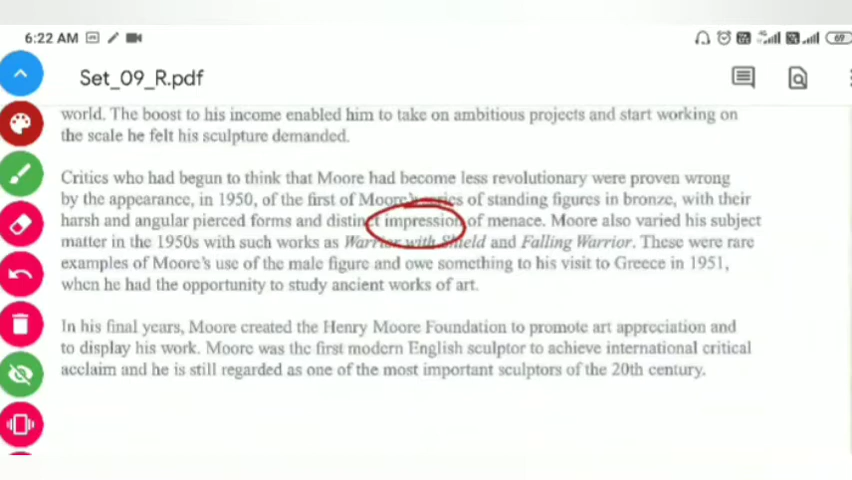 6:22 AM
69
Set_09_R.pdf
world. The boost to his income enabled him to take on ambitious projects and start working on
the scale he felt his sculpture demanded.
Critics who had begun to think that Moore had become less revolutionary were proven wrong
by the appearance, in 1950, of the first of Moore's series of standing figures in bronze, with their
harsh and angular pierced forms and distinct impression of menace. Moore also varied his subject
matter in the 1950s with such works as Warrior with Shield and Falling Warrior. These were rare
examples of Moore's use of the male figure and owe something to his visit to Greece in 1951,
when he had the opportunity to study ancient works of art.
In his final years, Moore created the Henry Moore Foundation to promote art appreciation and
to display his work. Moore was the first modern English sculptor to achieve international critical
acclaim and he is still regarded as one of the most important sculptors of the 20th century.